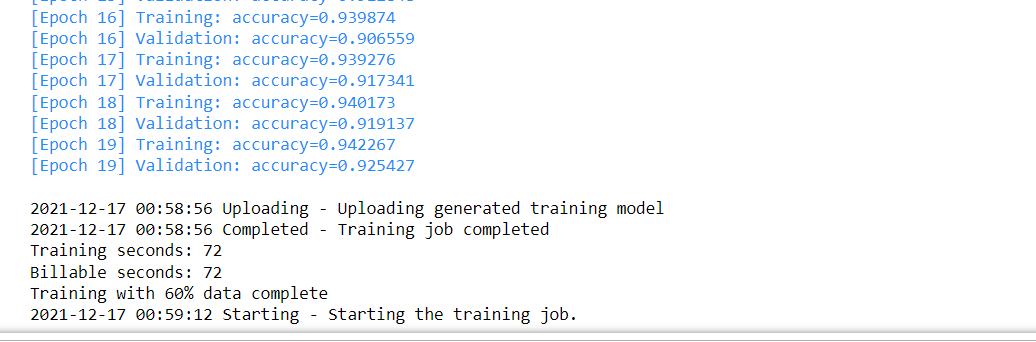 [Epoch 16] Training: accuracy=0.939874
[Epoch 16] Validation: accuracy=0.906559
[Epoch 17] Training: accuracy=0.939276
[Epoch 17] Validation: accuracy=0.917341
[Epoch 18] Training: accuracy=0.940173
[Epoch 18] Validation: accuracy=0.919137
[Epoch 19] Training: accuracy=0.942267
[Epoch 19] Validation: accuracy=0.925427
2021-12-17 00:58:56 Uploading - Uploading generated training model
2021-12-17 00:58:56 Completed - Training job completed
Training seconds: 72
Billable seconds: 72
Training with 60% data complete
2021-12-17 00:59:12 Starting - Starting the training job.